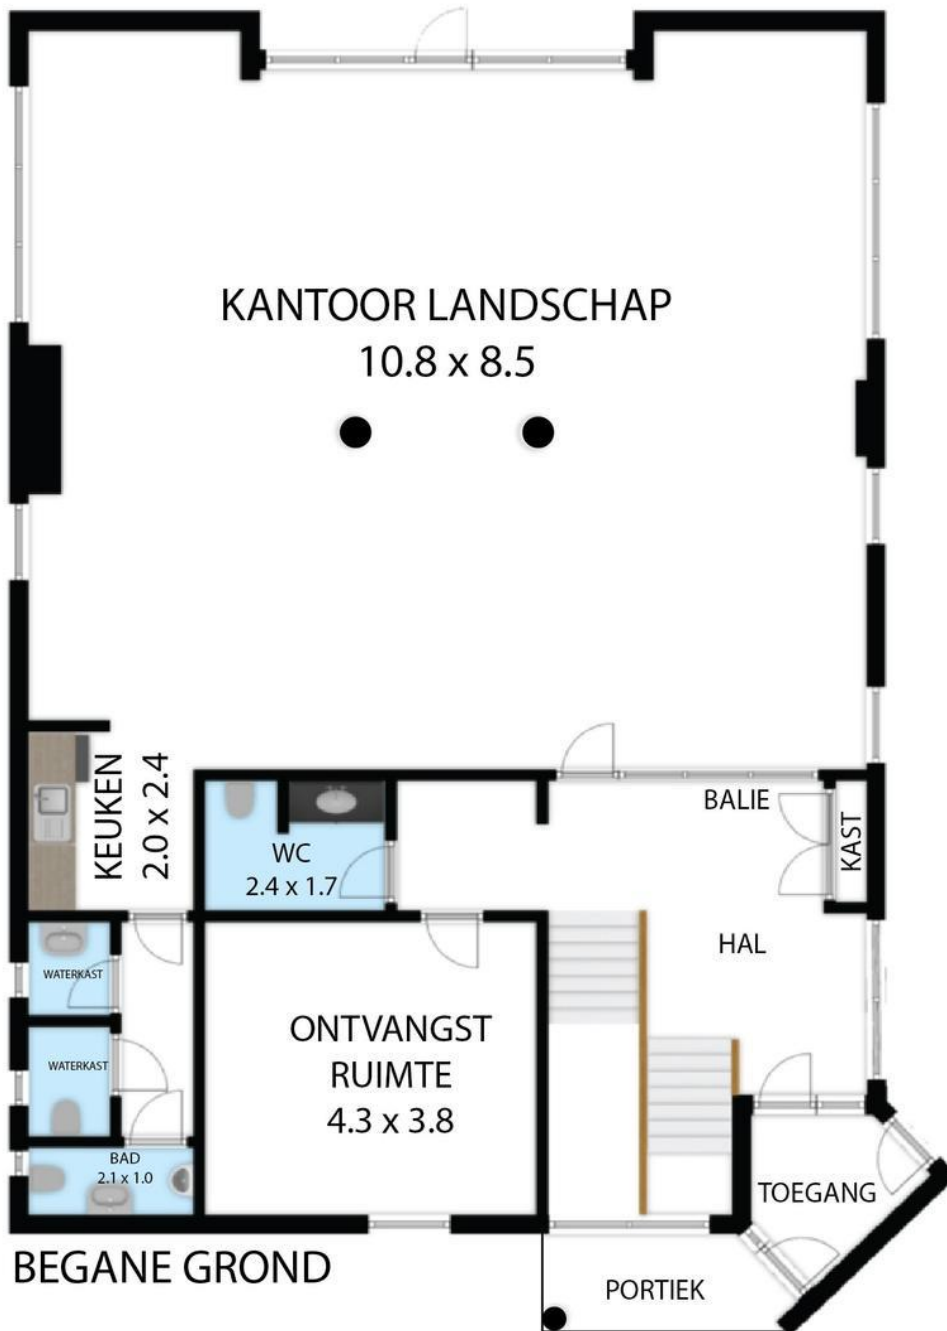 KANTOOR LANDSCHAP
10.8 x 8.5
KEUKEN
2.0 x 2.4
BALIE
KAST
WC
2.4 x 1.7
HAL
WATERKAST
ONTVANGST
RUIMTE
4.3 x 3.8
WATERKAST
BAD
2.1 x 1.0
TOEGANG
BEGANE GROND
PORTIEK